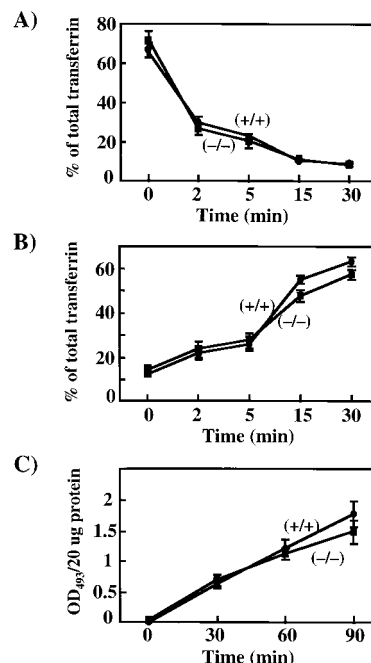 A)
% of total transferrin
80
60
40
20
0
(+/+)
(−/−)
0 2 5 15 30
Time (min)
B)
% of total transferrin
60
40
20
0
(+/+)
(−/−)
0 2 5 15 30
Time (min)
C)
OD493/20 ug protein
2
1.5
1
0.5
0
(+/+)
(−/−)
0 30 60 90
Time (min)